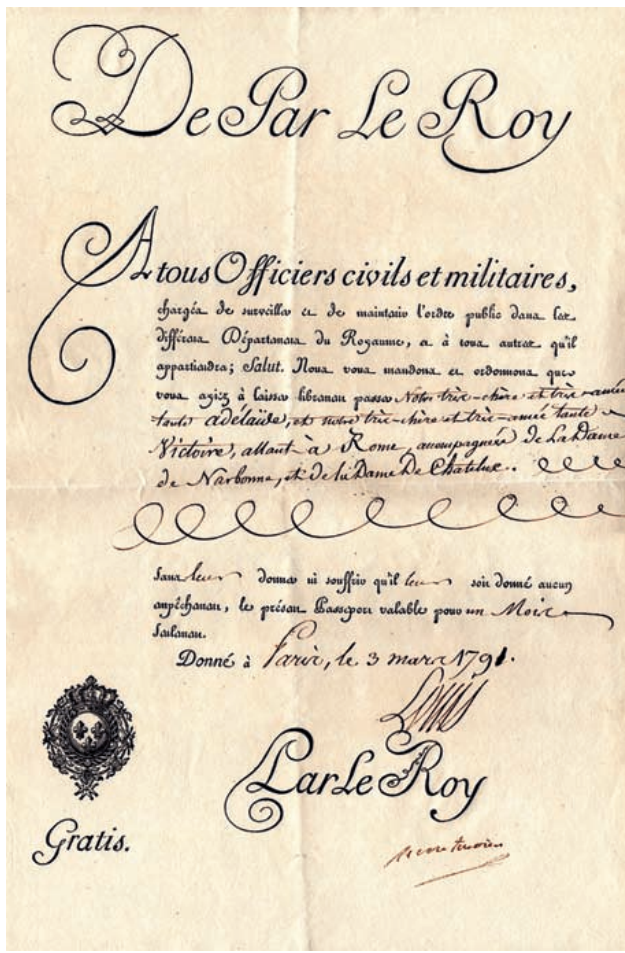 De Par Le Roy
A tous Officiers civils et militaires,
chargés de surveiller et de maintenir l'ordre public dans les
différens Départemens du Royaume, et à tous autres qu'il
appartiendra; Salut. Nous vous mandons et ordonnons que
vous ayiez à laisser librement passer Notre très-chère et très-aimée
tante adélaïde, et notre très-chère et très-aimée tante
Victoire, allant à Rome, accompagnées de La Dame
de Narbonne, et de la Dame De Chatelux.
Sans leur donner ni souffrir qu'il leur soit donné aucun
empêchement, le présent Passeport valable pour un Mois
seulement.
Donné à Paris, le 3 mars 1791.
Louis
Par Le Roy
Gratis.